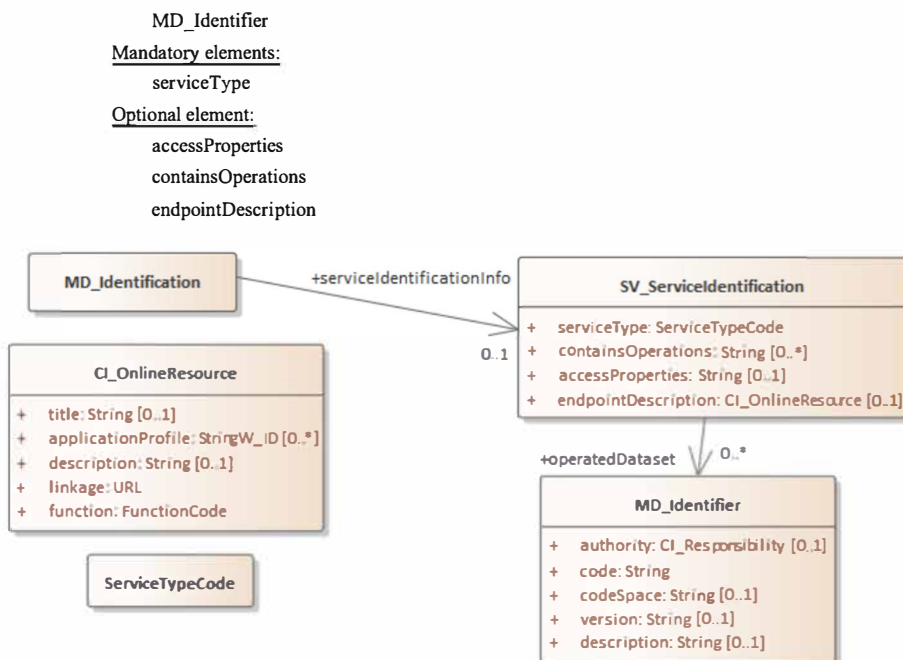 MD_Identifier
Mandatory elements:
serviceType
Optional element:
accessProperties
containsOperations
endpointDescription
MD_Identification
+serviceIdentificationInfo
0..1
SV_ServiceIdentification
+ serviceType: ServiceTypeCode
+ containsOperations: String [0..*]
+ accessProperties: String [0..1]
+ endpointDescription: CI_OnlineResource [0..1]
CI_OnlineResource
+ title: String [0..1]
+ applicationProfile: StringW_ID [0..*]
+ description: String [0..1]
+ linkage: URL
+ function: FunctionCode
+operatedDataset
0..*
MD_Identifier
+ authority: CI_Responsibility [0..1]
+ code: String
+ codeSpace: String [0..1]
+ version: String [0..1]
+ description: String [0..1]
ServiceTypeCode